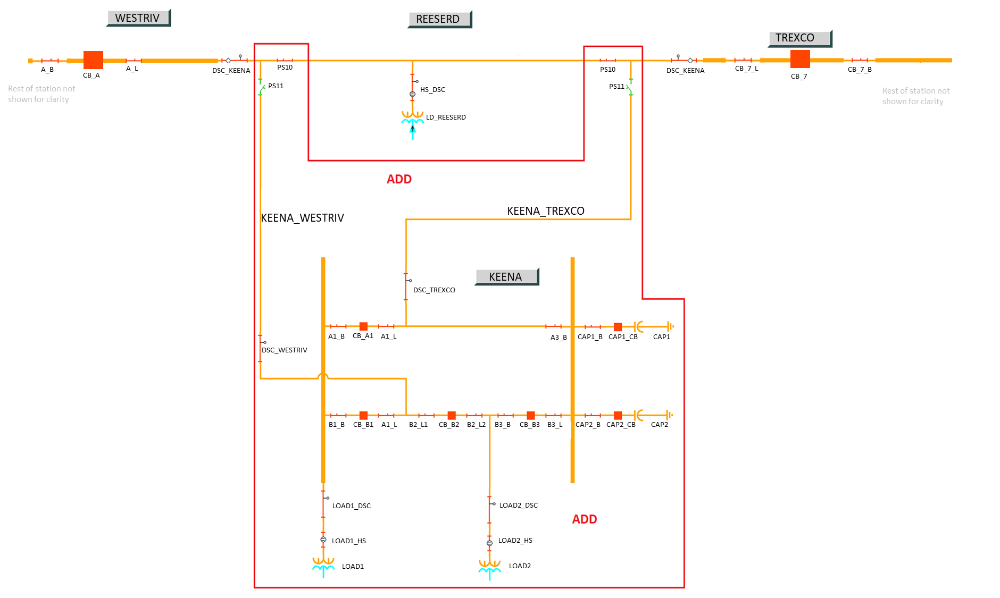 WESTRIV
REESERD
TREXCO
A_B
CB_A
A_L
DSC_KEENA
PS10
PS10
DSC_KEENA
CB_7_L
CB_7
CB_7_B
Rest of station not
shown for clarity
PS11
HS_DSC
PS11
Rest of station not
shown for clarity
LD_REESERD
ADD
KEENA_WESTRIV
KEENA_TREXCO
KEENA
DSC_TREXCO
A1_B
CB_A1
A1_L
A3_B
CAP1_B
CAP1_CB
CAP1
DSC_WESTRIV
B1_B
CB_B1
A1_L
B2_L1
CB_B2
B2_L2
B3_B
CB_B3
B3_L
CAP2_B
CAP2_CB
CAP2
LOAD1_DSC
LOAD2_DSC
ADD
LOAD1_HS
LOAD2_HS
LOAD1
LOAD2